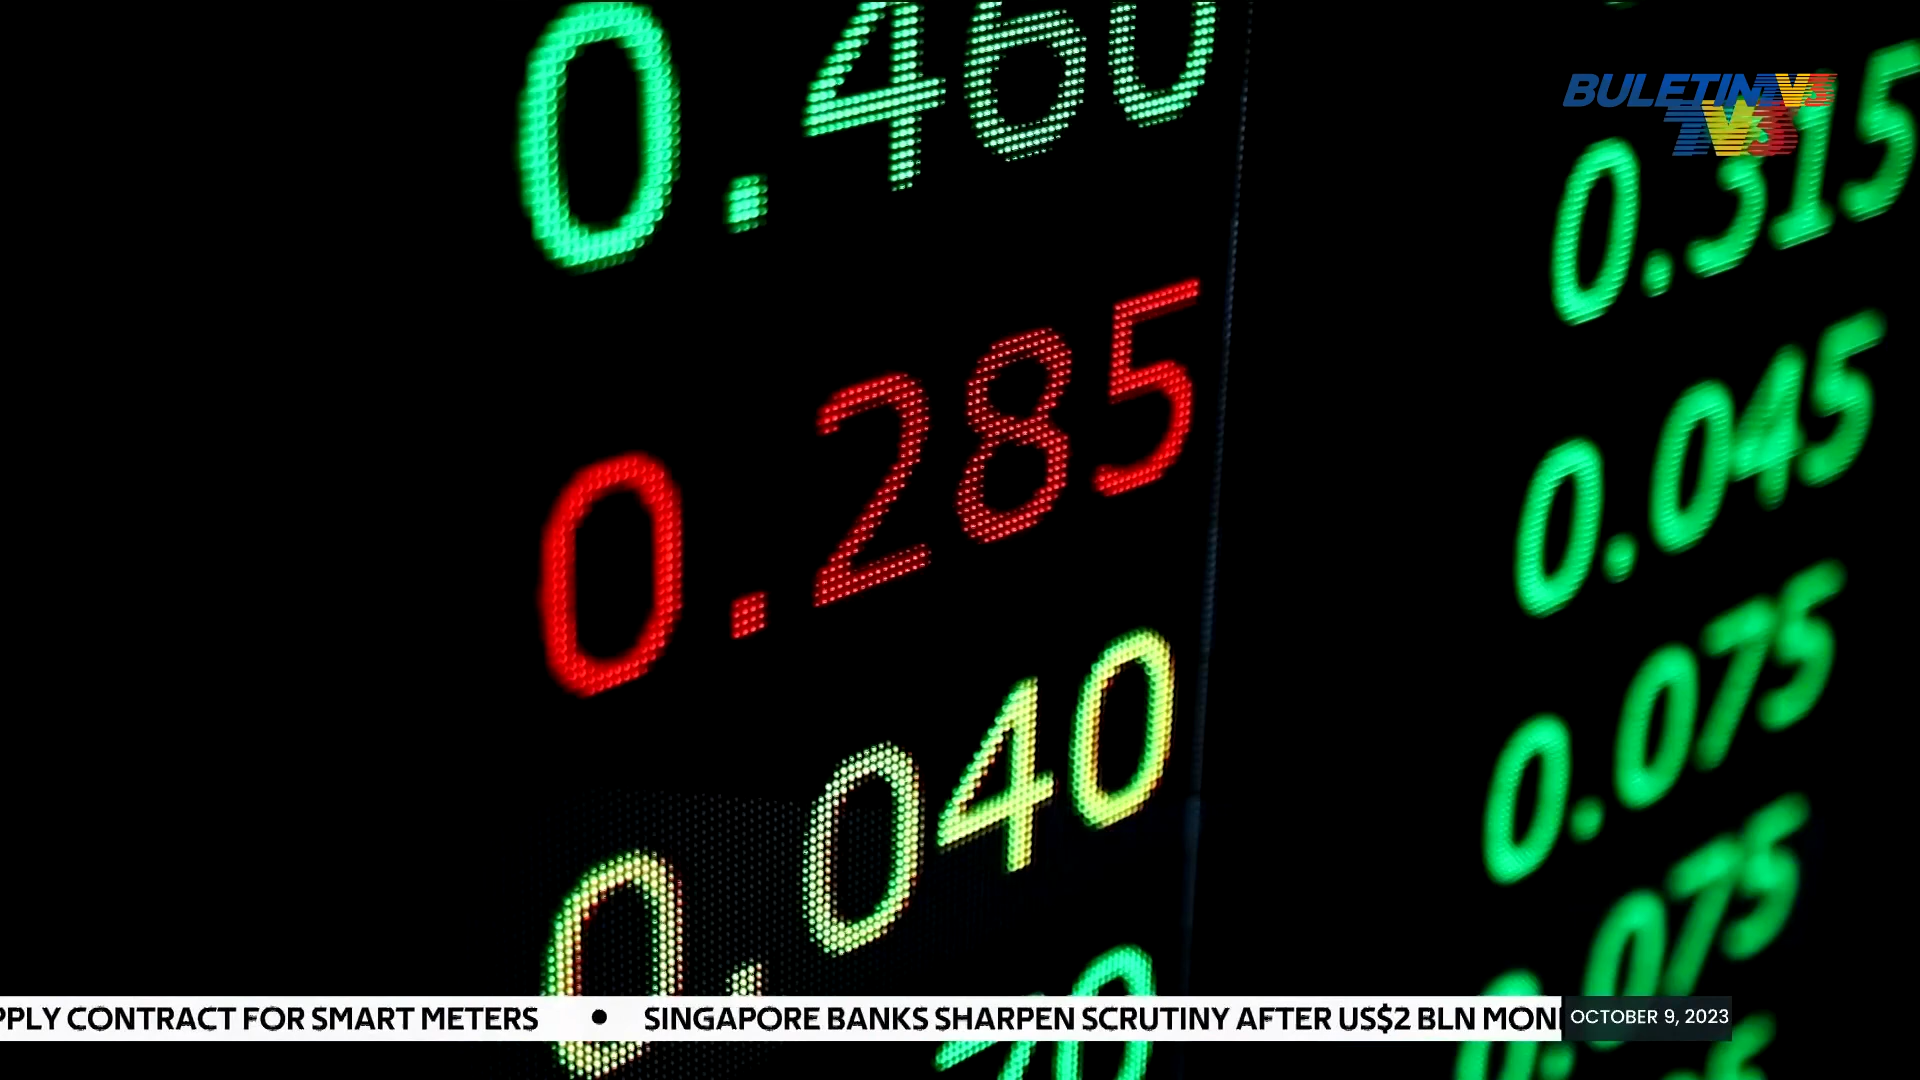 0.460
0.285
0.040
BULETIN TV3
TV3
0.315
0.045
0.075
0.075
PPLY CONTRACT FOR SMART METERS • SINGAPORE BANKS SHARPEN SCRUTINY AFTER US$2 BLN MON
OCTOBER 9, 2023